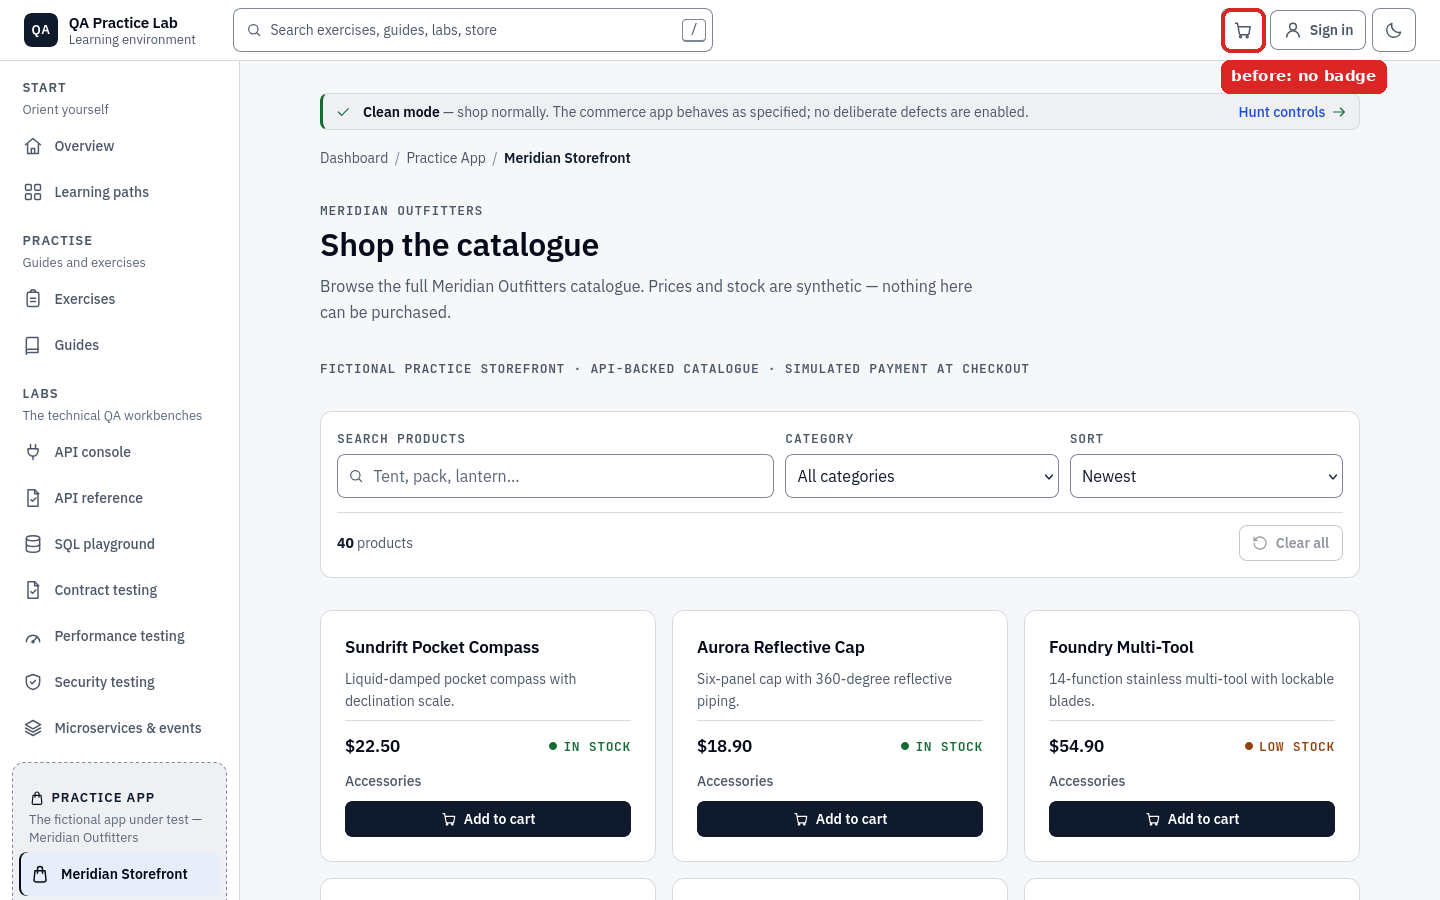 QA
QA Practice Lab
Learning environment
Search exercises, guides, labs, store
/
Sign in
before: no badge
START
Orient yourself
Overview
Learning paths
PRACTISE
Guides and exercises
Exercises
Guides
LABS
The technical QA workbenches
API console
API reference
SQL playground
Contract testing
Performance testing
Security testing
Microservices & events
PRACTICE APP
The fictional app under test —
Meridian Outfitters
Meridian Storefront
Clean mode — shop normally. The commerce app behaves as specified; no deliberate defects are enabled.
Hunt controls
Dashboard / Practice App / Meridian Storefront
MERIDIAN OUTFITTERS
Shop the catalogue
Browse the full Meridian Outfitters catalogue. Prices and stock are synthetic — nothing here
can be purchased.
FICTIONAL PRACTICE STOREFRONT · API-BACKED CATALOGUE · SIMULATED PAYMENT AT CHECKOUT
SEARCH PRODUCTS
Tent, pack, lantern...
CATEGORY
All categories
SORT
Newest
40 products
Clear all
Sundrift Pocket Compass
Liquid-damped pocket compass with
declination scale.
$22.50
IN STOCK
Accessories
Add to cart
Aurora Reflective Cap
Six-panel cap with 360-degree reflective
piping.
$18.90
IN STOCK
Accessories
Add to cart
Foundry Multi-Tool
14-function stainless multi-tool with lockable
blades.
$54.90
LOW STOCK
Accessories
Add to cart